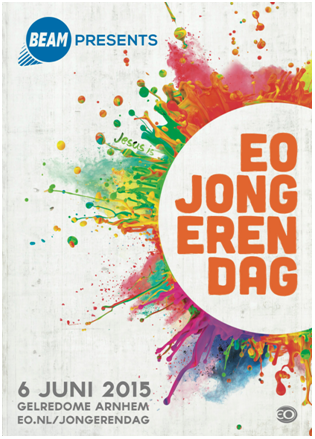 BEAM PRESENTS
Jesus is
EO
JONG
EREN
DAG
6 JUNI 2015
GELREDOME ARNHEM
EO.NL/JONGERENDAG
EO